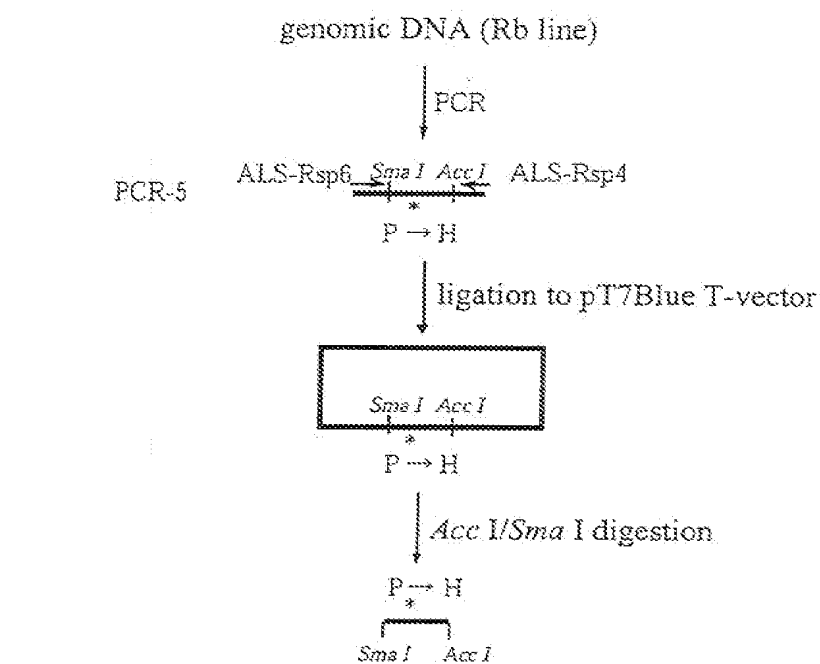 genomic DNA (Rb line)
PCR
ALS-Rsp6 Sma I Acc I ALS-Rsp4
PCR-5
*
P → H
ligation to pT7Blue T-vector
Sma I Acc I
*
P → H
Acc I/Sma I digestion
P → H
*
Sma I Acc I